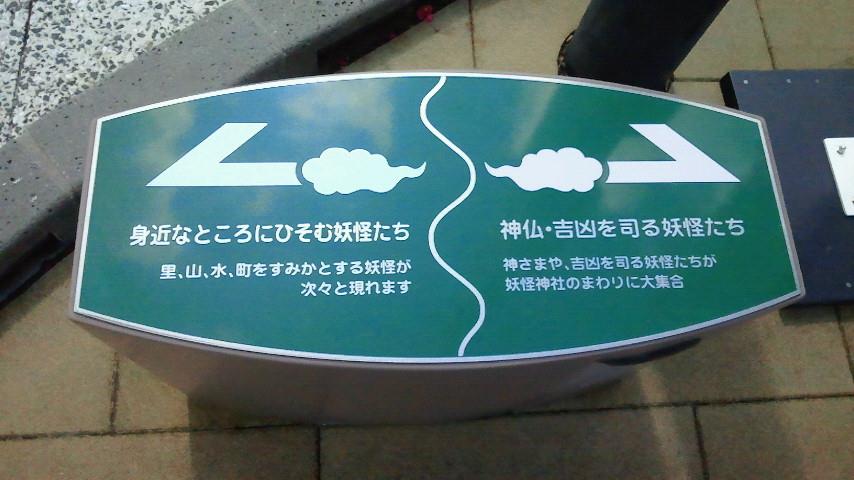 身近なところにひそむ妖怪たち
里、山、水、町をすみかとする妖怪が
次々と現れます
神仏・吉凶を司る妖怪たち
神さまや、吉凶を司る妖怪たちが
妖怪神社のまわりに大集合